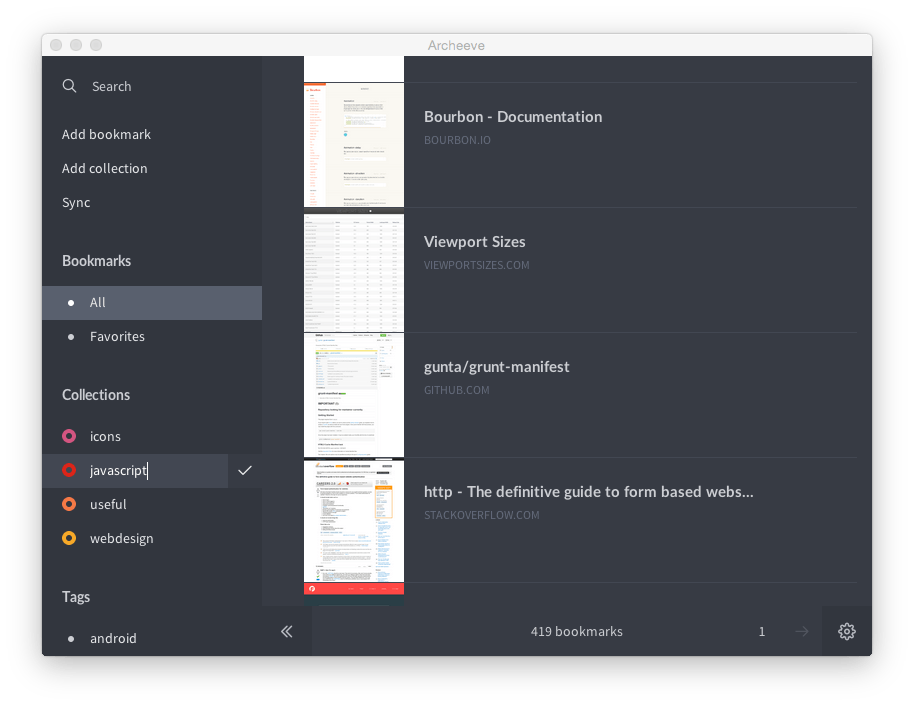 Archeeve
Search
Add bookmark
Add collection
Sync
Bookmarks
All
Favorites
Collections
icons
javascript
useful
webdesign
Tags
android
Bourbon - Documentation
BOURBON.IO
Viewport Sizes
VIEWPORTSIZES.COM
gunta/grunt-manifest
GITHUB.COM
http - The definitive guide to form based webs...
STACKOVERFLOW.COM
419 bookmarks
1